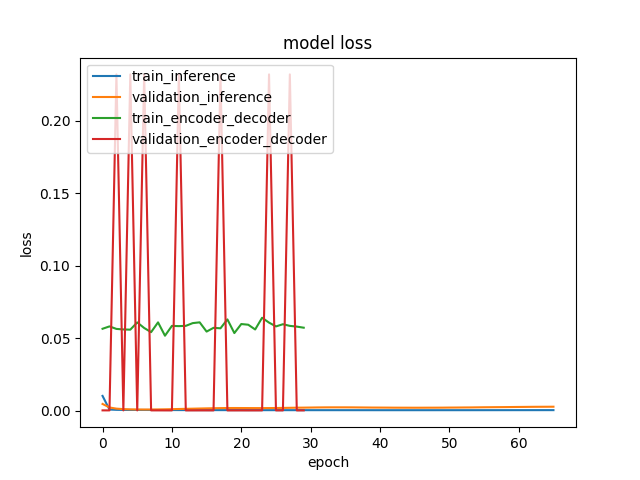 model loss
train_inference
validation_inference
train_encoder_decoder
validation_encoder_decoder
0.20
0.15
0.10
0.05
0.00
loss
0 10 20 30 40 50 60
epoch